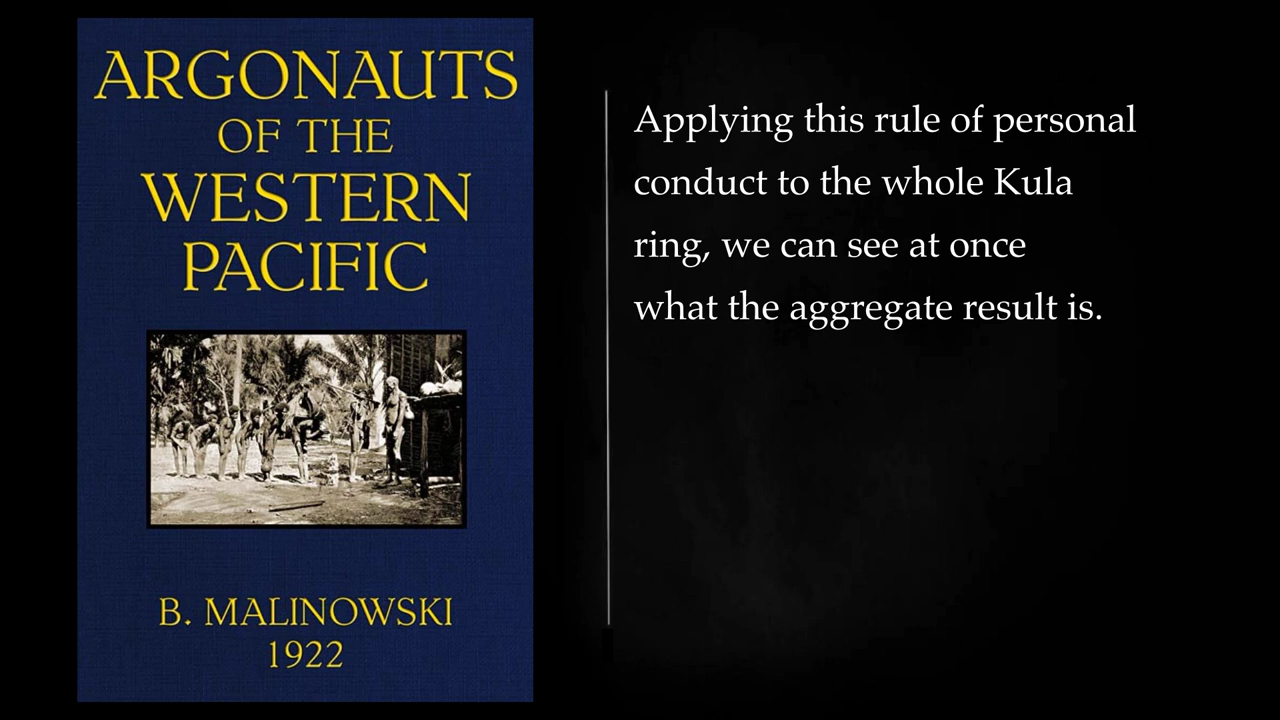 ARGONAUTS
OF THE
WESTERN
PACIFIC
B. MALINOWSKI
1922
Applying this rule of personal
conduct to the whole Kula
ring, we can see at once
what the aggregate result is.